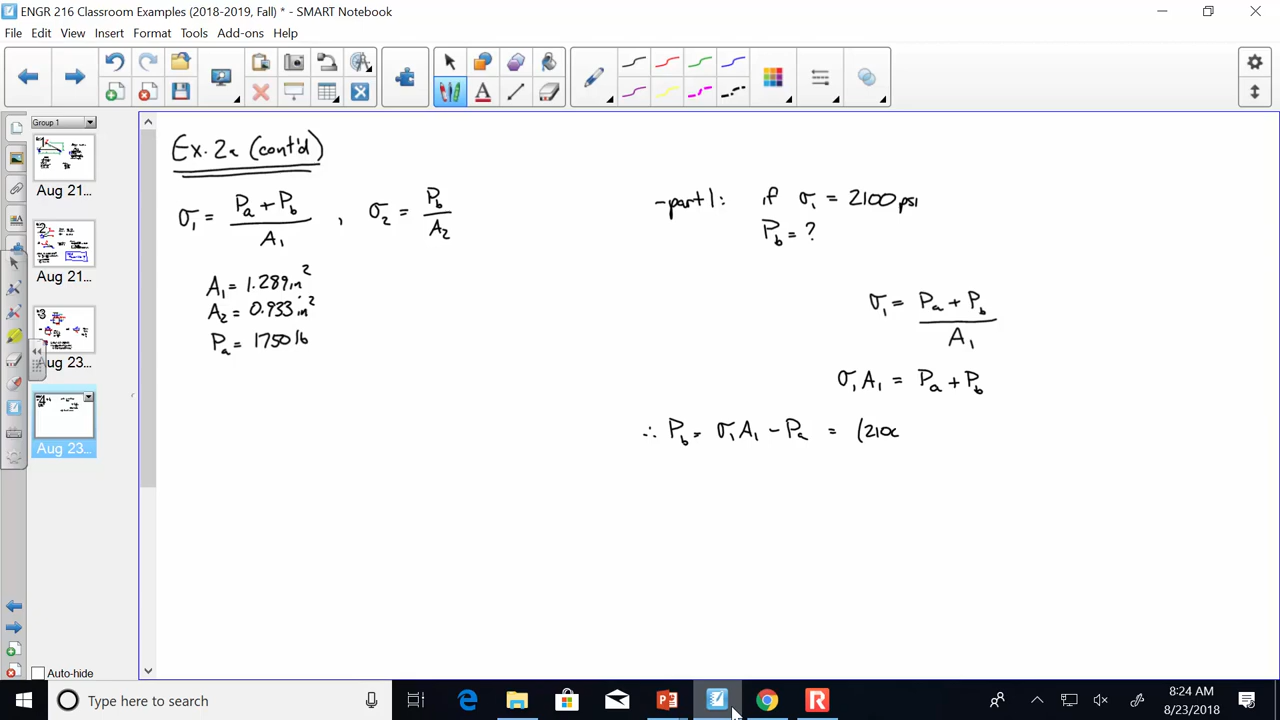 ENGR 216 Classroom Examples (2018-2019, Fall) * - SMART Notebook
File Edit View Insert Format Tools Add-ons Help
Group 1
Aug 21...
Aug 21...
Aug 23...
Aug 23...
Auto-hide
Ex. 2a (cont'd)
σ₁ = (Pa + Pb) / A₁ , σ₂ = Pb / A₂
A₁ = 1.289 in²
A₂ = 0.933 in²
Pa = 1750 lb
- part 1: if σ₁ = 2100 psi
Pb = ?
σ₁ = (Pa + Pb) / A₁
σ₁A₁ = Pa + Pb
∴ Pb = σ₁A₁ - Pa = (210
Type here to search
8:24 AM
8/23/2018